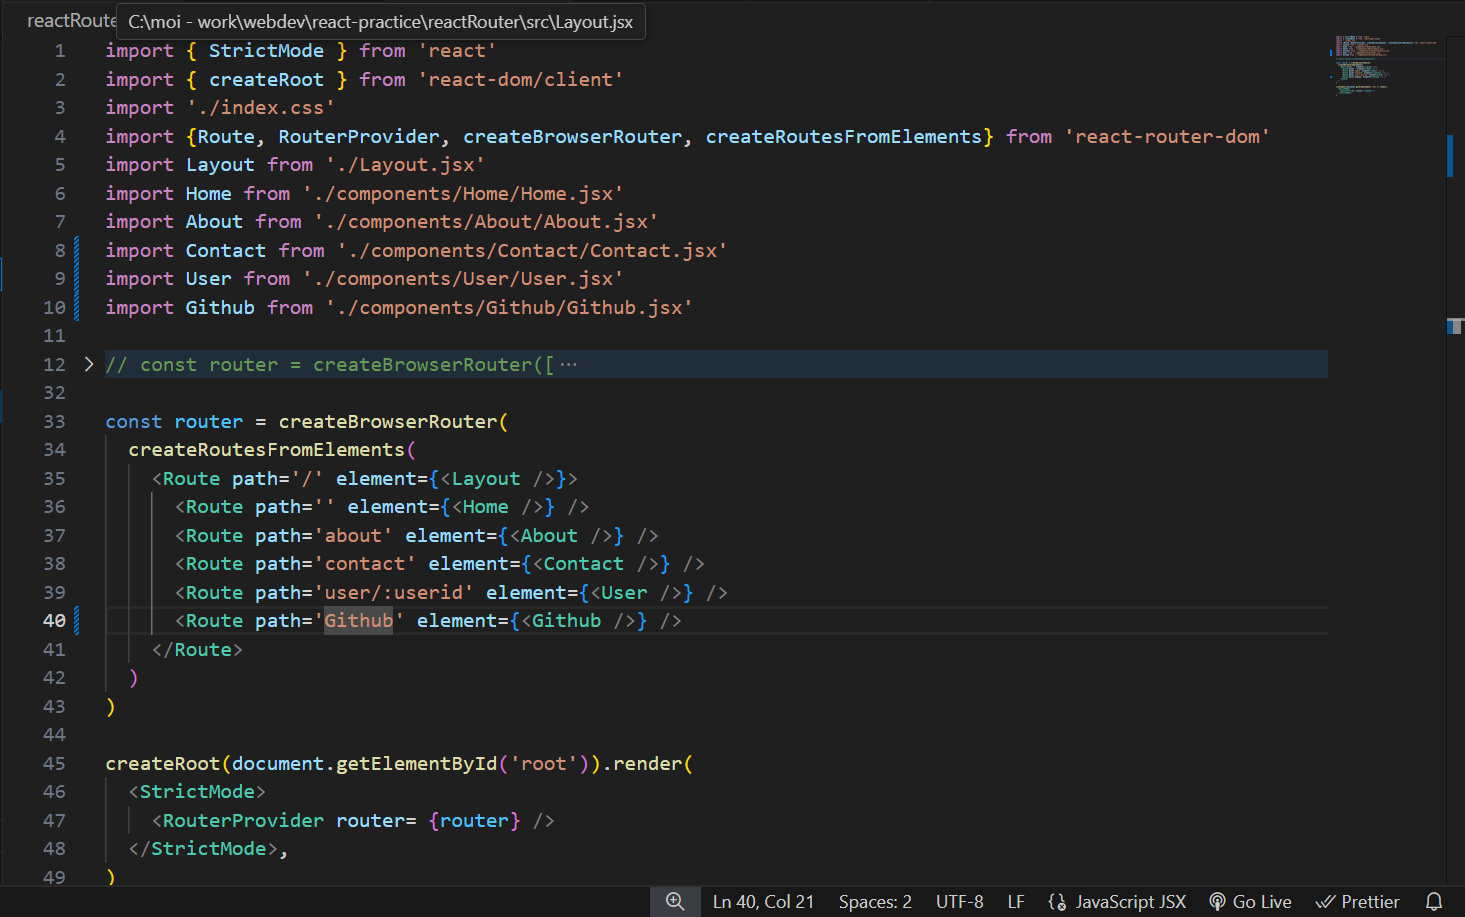 reactRoute
C:\moi - work\webdev\react-practice\reactRouter\src\Layout.jsx
1 import { StrictMode } from 'react'
2 import { createRoot } from 'react-dom/client'
3 import './index.css'
4 import {Route, RouterProvider, createBrowserRouter, createRoutesFromElements} from 'react-router-dom'
5 import Layout from './Layout.jsx'
6 import Home from './components/Home/Home.jsx'
7 import About from './components/About/About.jsx'
8 import Contact from './components/Contact/Contact.jsx'
9 import User from './components/User/User.jsx'
10 import Github from './components/Github/Github.jsx'
11
12 // const router = createBrowserRouter([ ···
32
33 const router = createBrowserRouter(
34 createRoutesFromElements(
35 <Route path='/' element={<Layout />}>
36 <Route path='' element={<Home />} />
37 <Route path='about' element={<About />} />
38 <Route path='contact' element={<Contact />} />
39 <Route path='user/:userid' element={<User />} />
40 <Route path='Github' element={<Github />} />
41 </Route>
42 )
43 )
44
45 createRoot(document.getElementById('root')).render(
46 <StrictMode>
47 <RouterProvider router= {router} />
48 </StrictMode>,
49 )
Ln 40, Col 21 Spaces: 2 UTF-8 LF JavaScript JSX Go Live Prettier